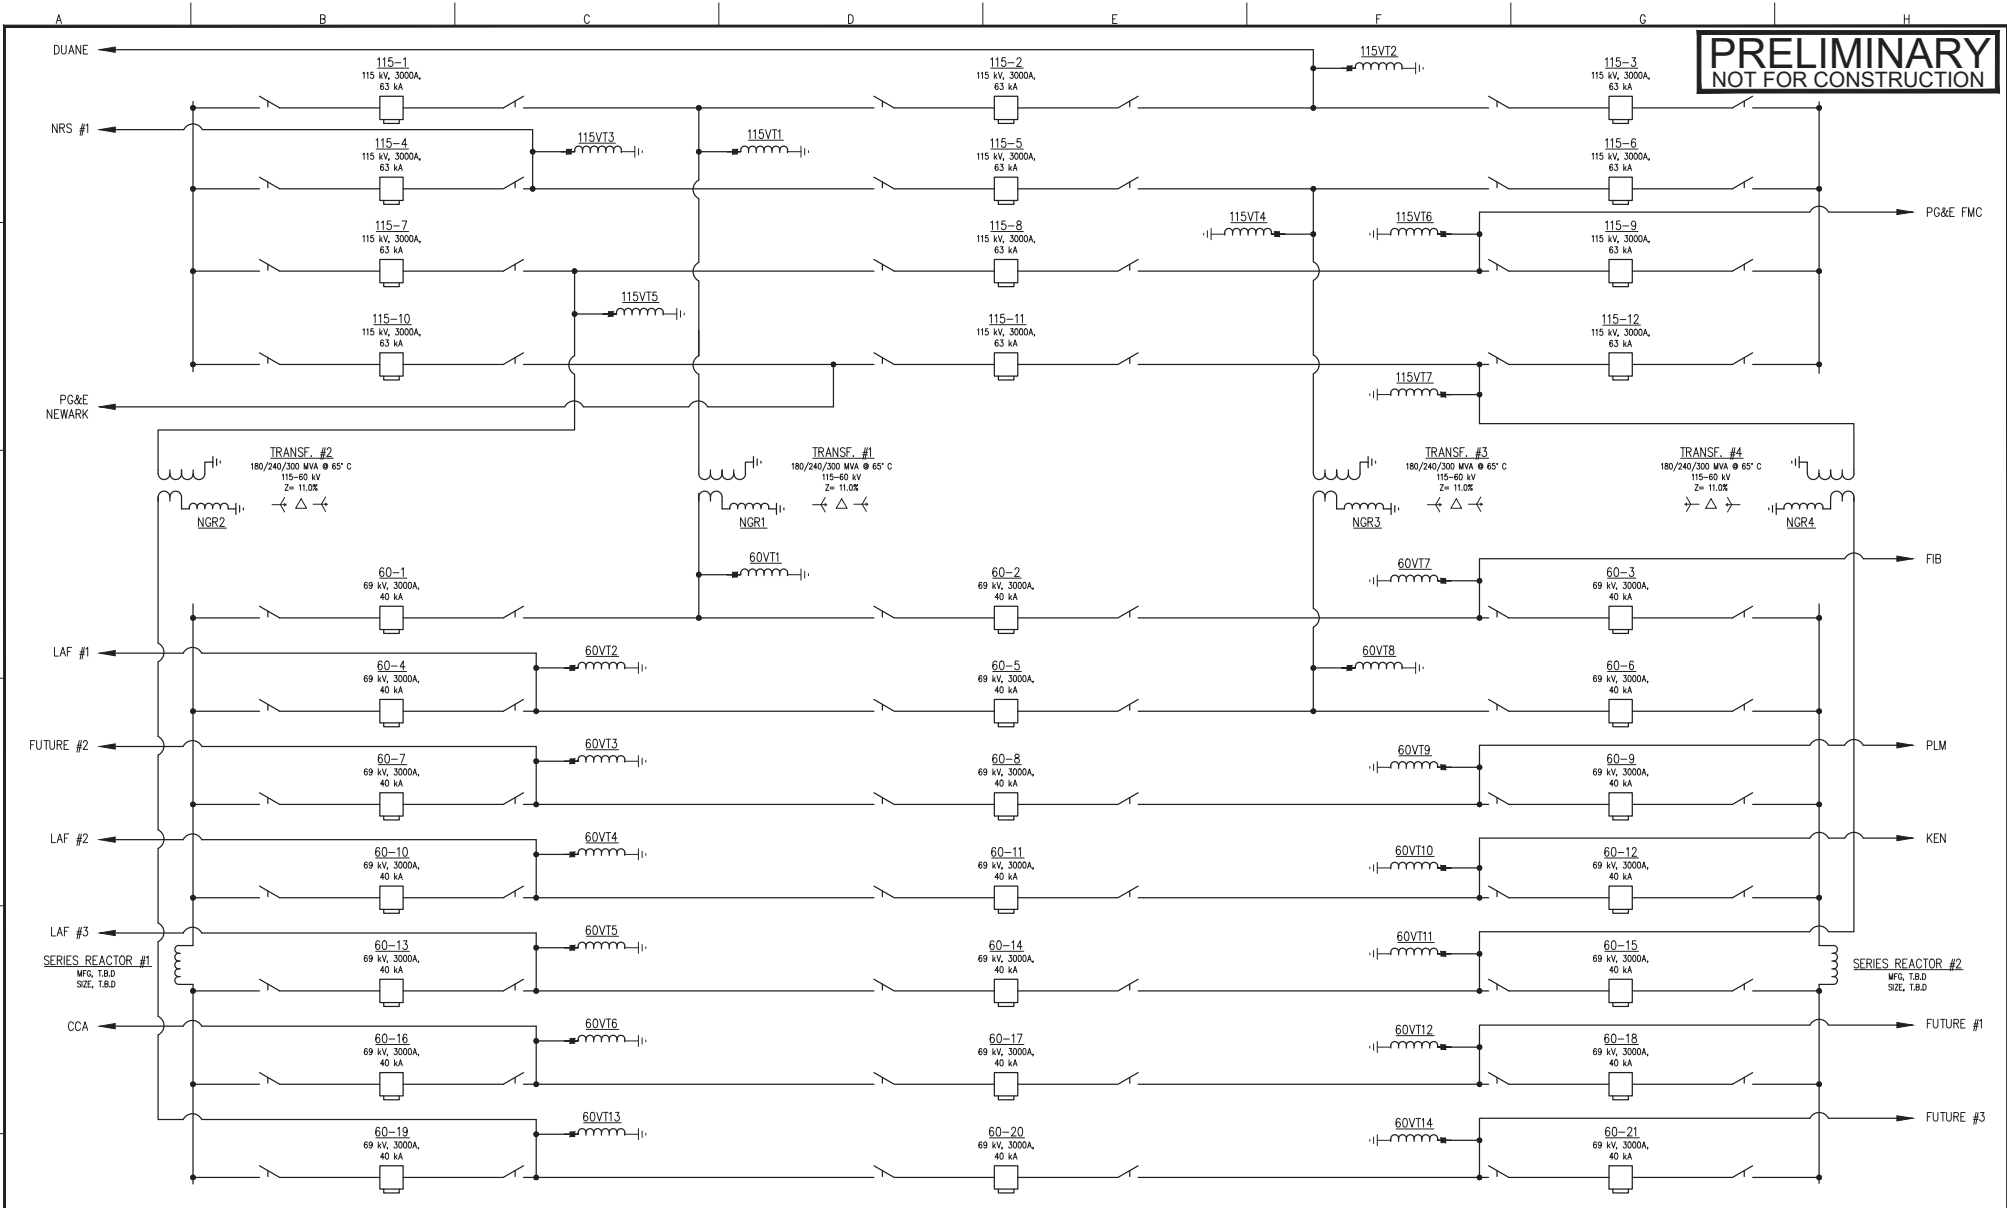 A B C D E F G H
PRELIMINARY
NOT FOR CONSTRUCTION
DUANE
115VT2
115-1
115 kV, 3000A,
63 kA
115-2
115 kV, 3000A,
63 kA
115-3
115 kV, 3000A,
63 kA
NRS #1
115VT3
115VT1
115-4
115 kV, 3000A,
63 kA
115-5
115 kV, 3000A,
63 kA
115-6
115 kV, 3000A,
63 kA
PG&E FMC
115VT4
115VT6
115-7
115 kV, 3000A,
63 kA
115-8
115 kV, 3000A,
63 kA
115-9
115 kV, 3000A,
63 kA
115VT5
115-10
115 kV, 3000A,
63 kA
115-11
115 kV, 3000A,
63 kA
115-12
115 kV, 3000A,
63 kA
115VT7
PG&E
NEWARK
TRANSF. #2
180/240/300 MVA @ 65° C
115-60 kV
Z= 11.0%
NGR2
TRANSF. #1
180/240/300 MVA @ 65° C
115-60 kV
Z= 11.0%
NGR1
TRANSF. #3
180/240/300 MVA @ 65° C
115-60 kV
Z= 11.0%
NGR3
TRANSF. #4
180/240/300 MVA @ 65° C
115-60 kV
Z= 11.0%
NGR4
60VT1
60VT7
FIB
60-1
69 kV, 3000A,
40 kA
60-2
69 kV, 3000A,
40 kA
60-3
69 kV, 3000A,
40 kA
LAF #1
60VT2
60VT8
60-4
69 kV, 3000A,
40 kA
60-5
69 kV, 3000A,
40 kA
60-6
69 kV, 3000A,
40 kA
FUTURE #2
60VT3
60VT9
PLM
60-7
69 kV, 3000A,
40 kA
60-8
69 kV, 3000A,
40 kA
60-9
69 kV, 3000A,
40 kA
LAF #2
60VT4
60VT10
KEN
60-10
69 kV, 3000A,
40 kA
60-11
69 kV, 3000A,
40 kA
60-12
69 kV, 3000A,
40 kA
LAF #3
60VT5
60VT11
SERIES REACTOR #1
MFG, T.B.D
SIZE, T.B.D
60-13
69 kV, 3000A,
40 kA
60-14
69 kV, 3000A,
40 kA
60-15
69 kV, 3000A,
40 kA
SERIES REACTOR #2
MFG, T.B.D
SIZE, T.B.D
CCA
60VT6
60VT12
FUTURE #1
60-16
69 kV, 3000A,
40 kA
60-17
69 kV, 3000A,
40 kA
60-18
69 kV, 3000A,
40 kA
60VT13
60VT14
FUTURE #3
60-19
69 kV, 3000A,
40 kA
60-20
69 kV, 3000A,
40 kA
60-21
69 kV, 3000A,
40 kA